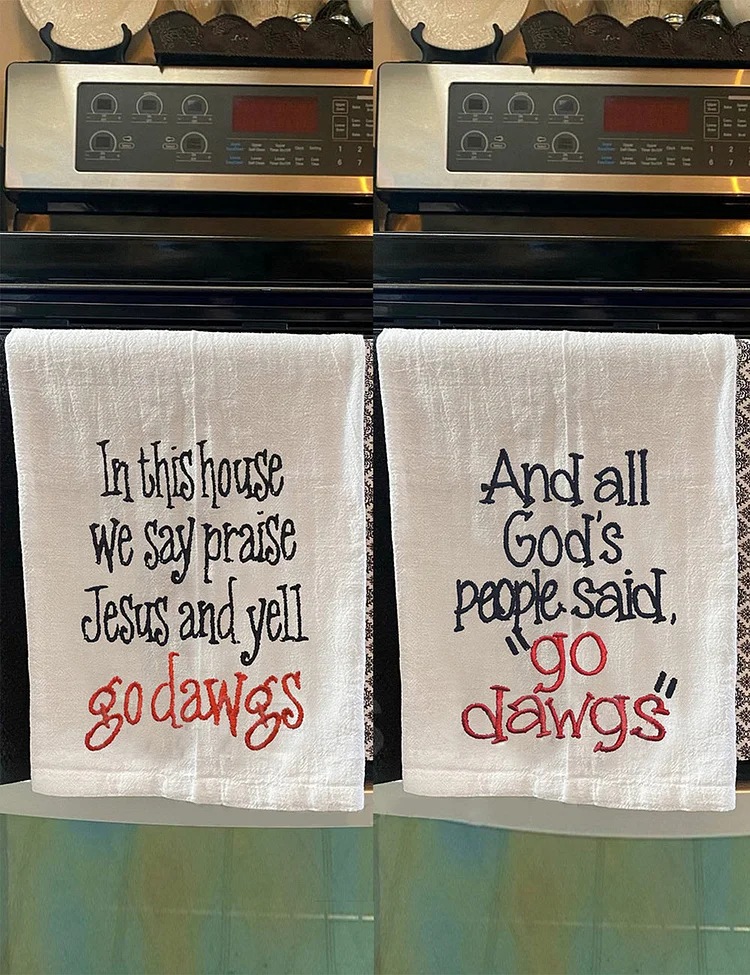 In this house
we say praise
Jesus and yell
go dawgs
And all
God's
people said,
"go
dawgs"